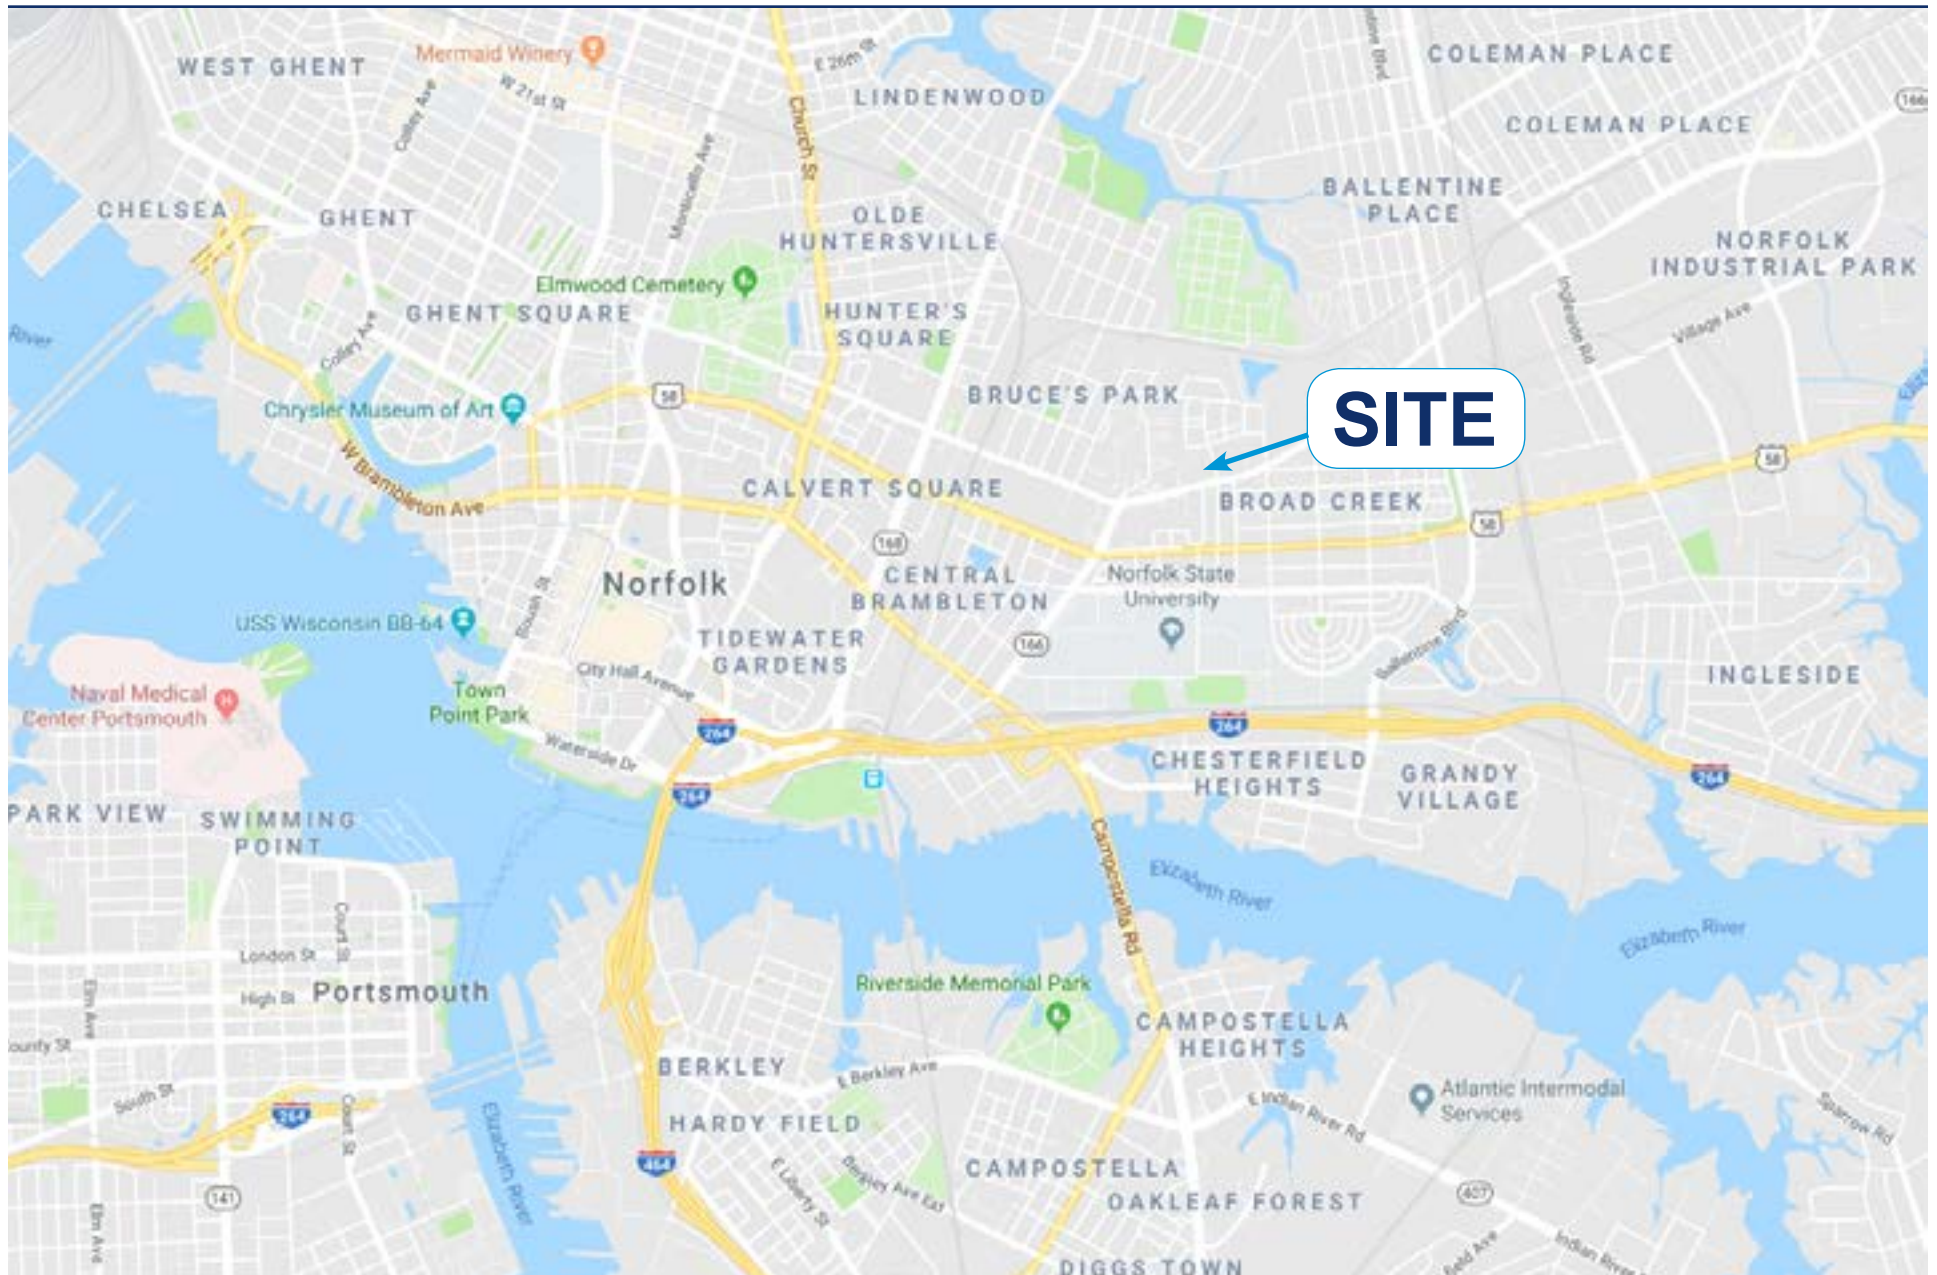 WEST GHENT
Mermaid Winery
E 26th St
COLEMAN PLACE
W 21st St
Colley Ave
LINDENWOOD
Church St
166
COLEMAN PLACE
Monticello Ave
BALLENTINE
PLACE
CHELSEA
GHENT
OLDE
HUNTERSVILLE
NORFOLK
INDUSTRIAL PARK
Elmwood Cemetery
GHENT SQUARE
HUNTER'S
SQUARE
Ingleside Rd
Village Ave
River
Colley Ave
58
BRUCE'S PARK
Chrysler Museum of Art
SITE
W Brambleton Ave
58
CALVERT SQUARE
BROAD CREEK
58
168
Norfolk
CENTRAL
BRAMBLETON
Norfolk State
University
Boush St
USS Wisconsin BB-64
TIDEWATER
GARDENS
166
Ballentine Blvd
City Hall Avenue
INGLESIDE
Naval Medical
Center Portsmouth
Town
Point Park
264
264
Waterside Dr
CHESTERFIELD
HEIGHTS
GRANDY
VILLAGE
264
264
PARK VIEW
SWIMMING
POINT
Campostella Rd
Elizabeth River
Elizabeth River
Court St
London St
High St
Portsmouth
Elm Ave
Riverside Memorial Park
CAMPOSTELLA
HEIGHTS
ounty St
BERKLEY
E Berkley Ave
Atlantic Intermodal
Services
South St
264
Court St
Elizabeth River
HARDY FIELD
E Indian River Rd
Sparrow Rd
464
E Liberty St
CAMPOSTELLA
OAKLEAF FOREST
407
141
Elm Ave
Indian River
DIGGS TOWN